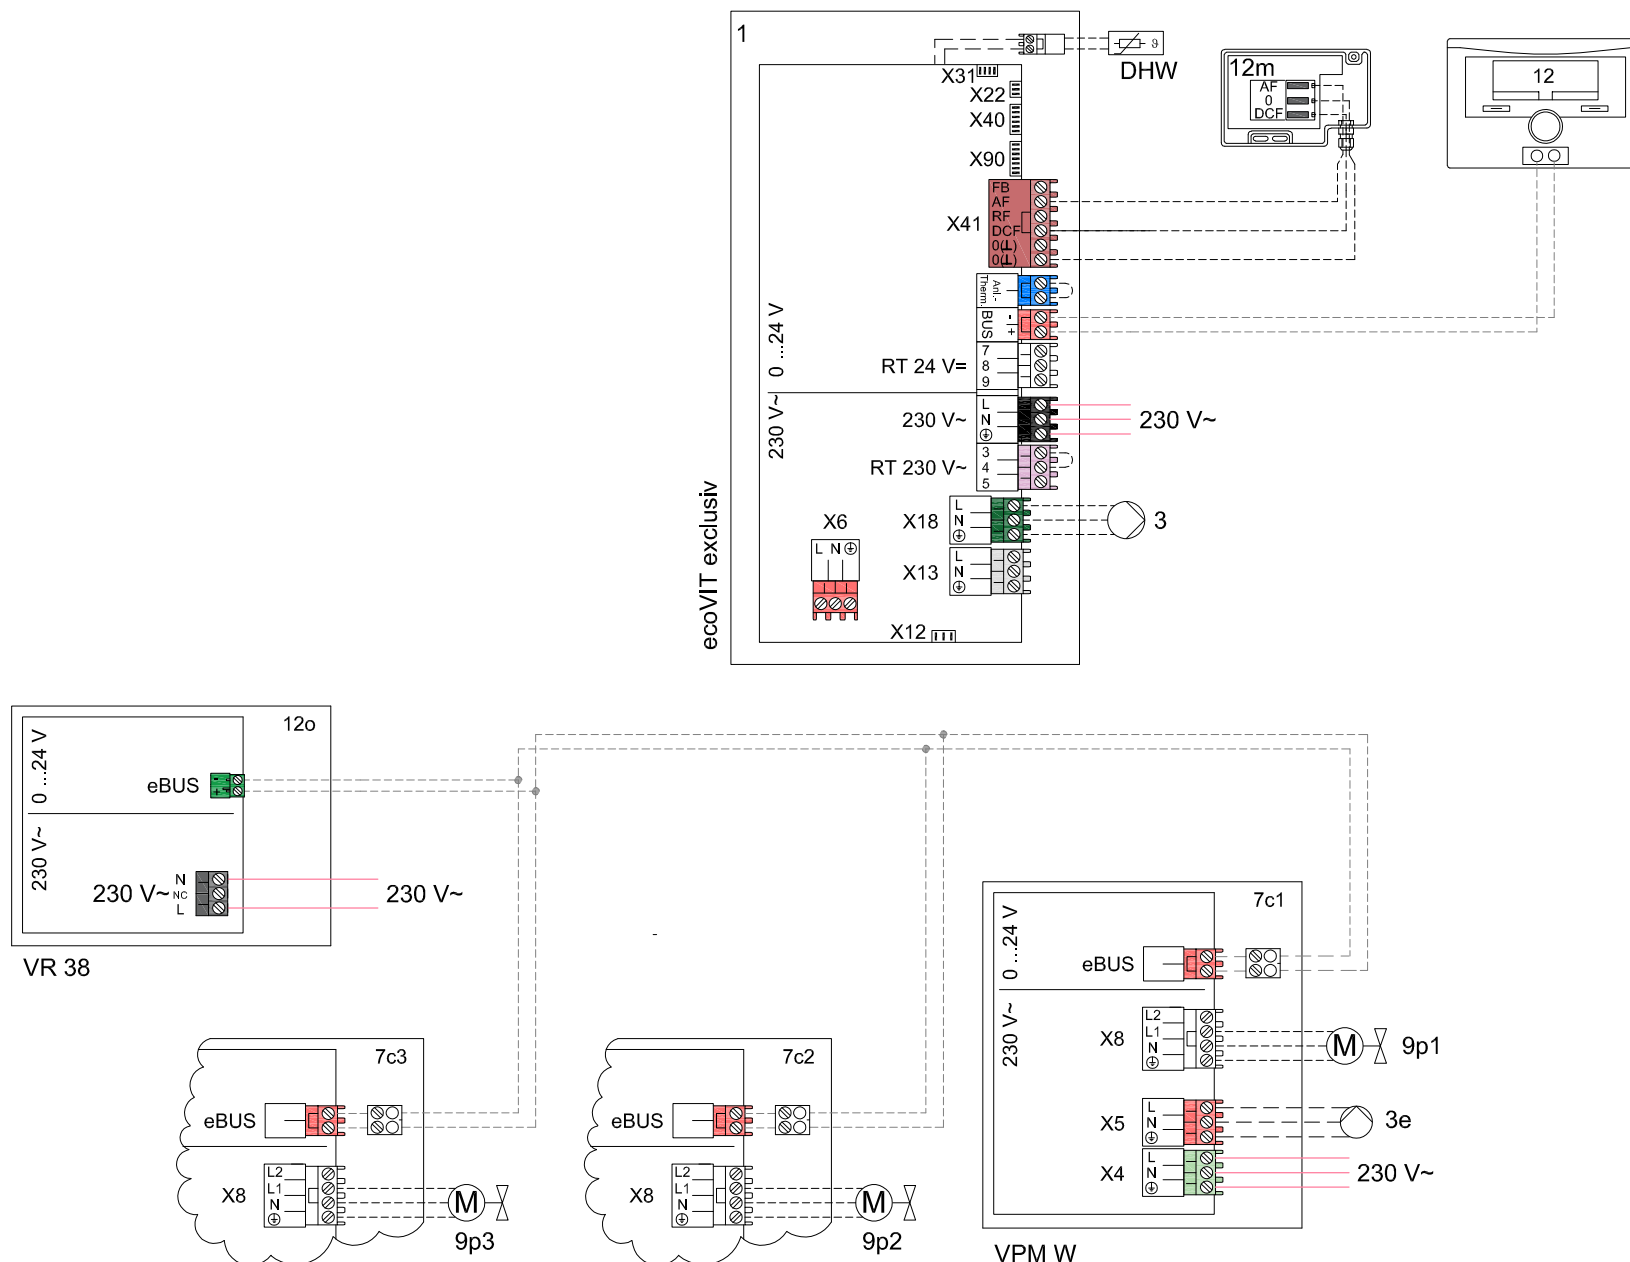 1
DHW
X31
X22
X40
X90
12m
AF
0
DCF
12
X41
FB
AF
RF
DCF
0(⊥)
0(⊥)
Anl.-
Therm.
BUS
-
+
0 ...24 V
RT 24 V=
7
8
9
230 V~
230 V~
L
N
230 V~
RT 230 V~
3
4
5
ecoVIT exclusiv
X6
L N
X18
L
N
3
X13
L
N
X12
12o
0 ...24 V
eBUS
-
+
230 V~
230 V~
N
NC
L
230 V~
VR 38
7c1
0 ...24 V
eBUS
230 V~
X8
L2
L1
N
M
9p1
X5
L
N
3e
X4
L
N
230 V~
VPM W
7c3
eBUS
X8
L2
L1
N
M
9p3
7c2
eBUS
X8
L2
L1
N
M
9p2